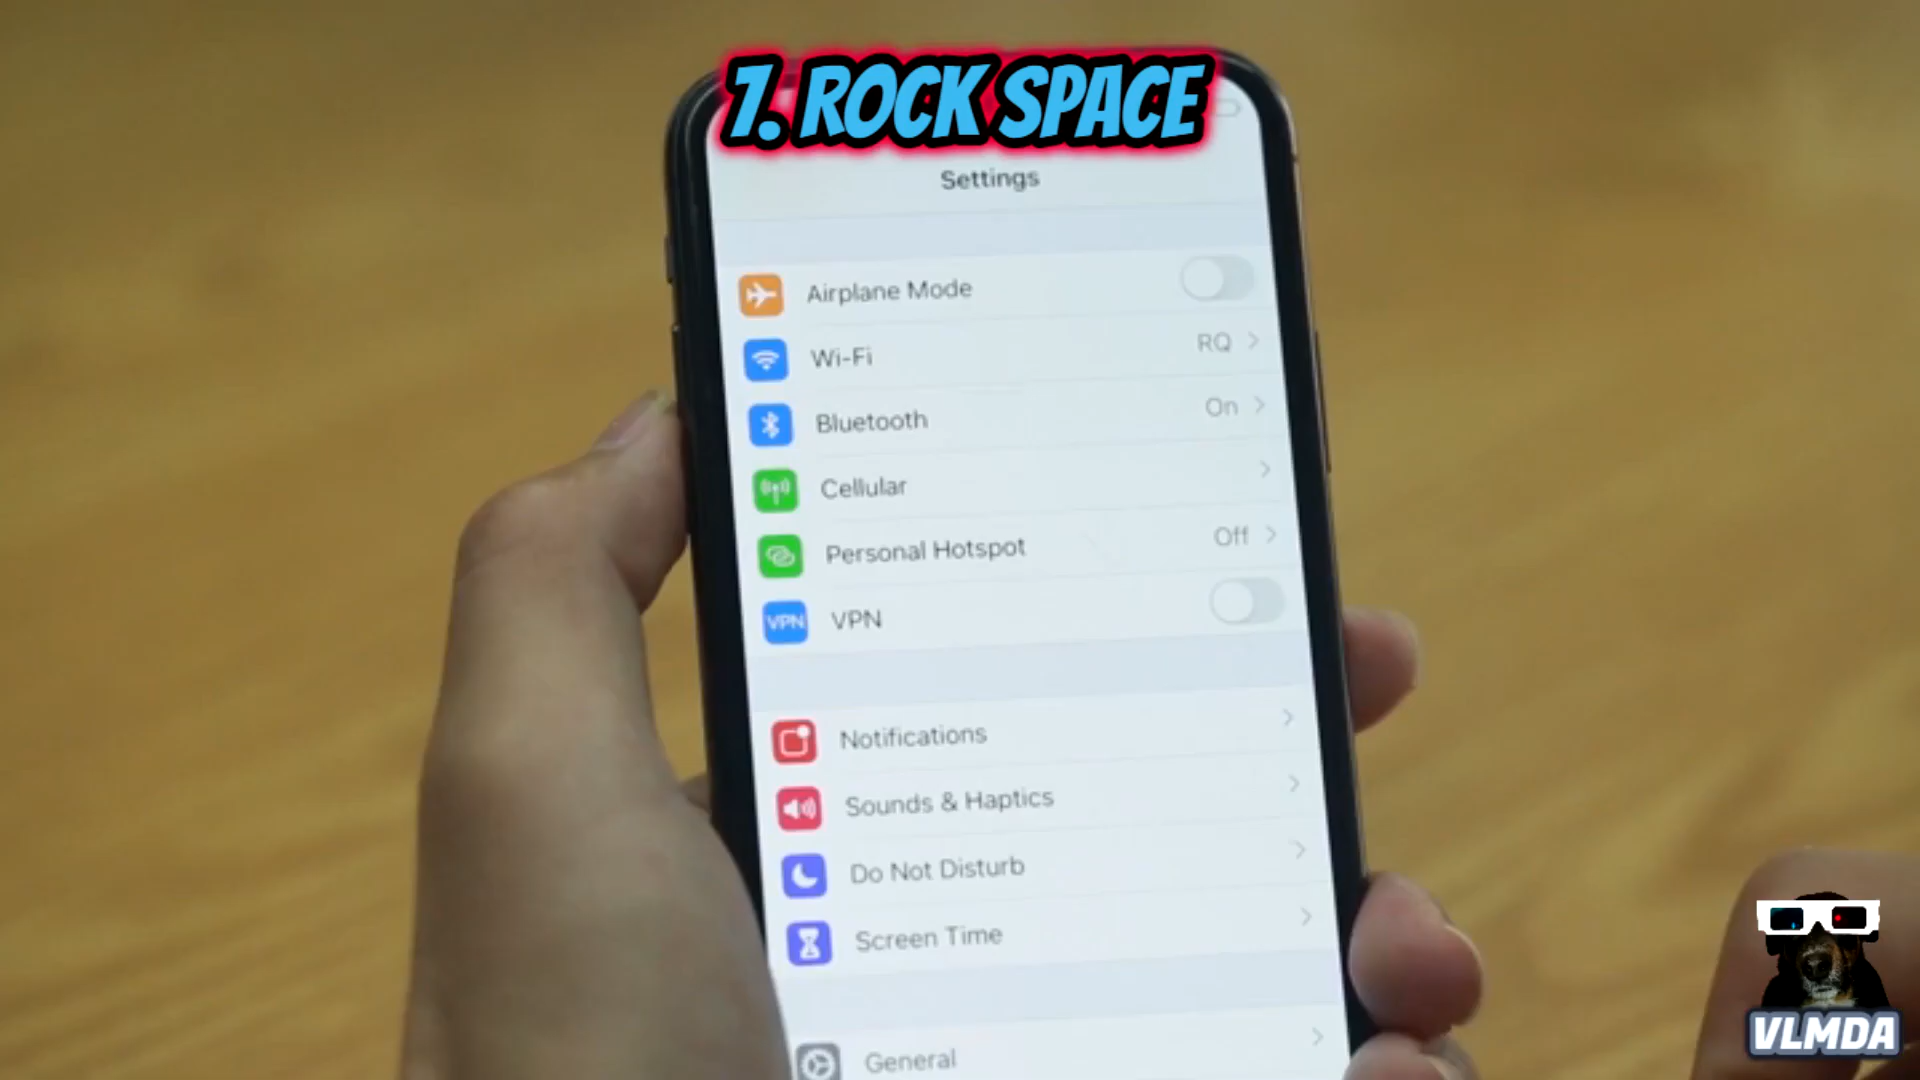 7. ROCK SPACE
Settings
Airplane Mode
Wi-Fi RQ
Bluetooth On
Cellular
Personal Hotspot Off
VPN VPN
Notifications
Sounds & Haptics
Do Not Disturb
Screen Time
General
VLMDA